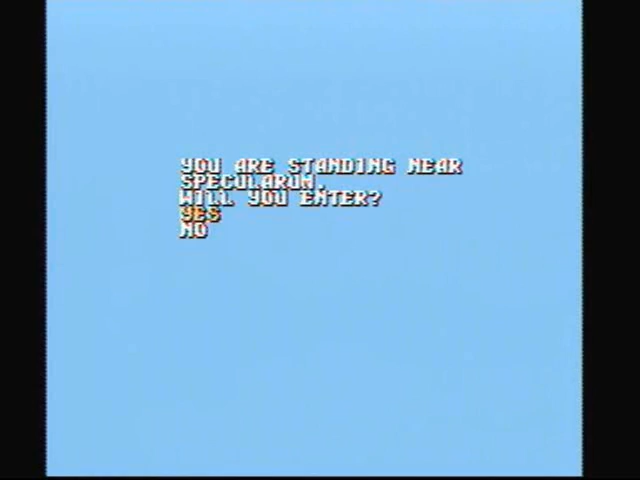 YOU ARE STANDING NEAR
SPECULARUM.
WILL YOU ENTER?
YES
NO